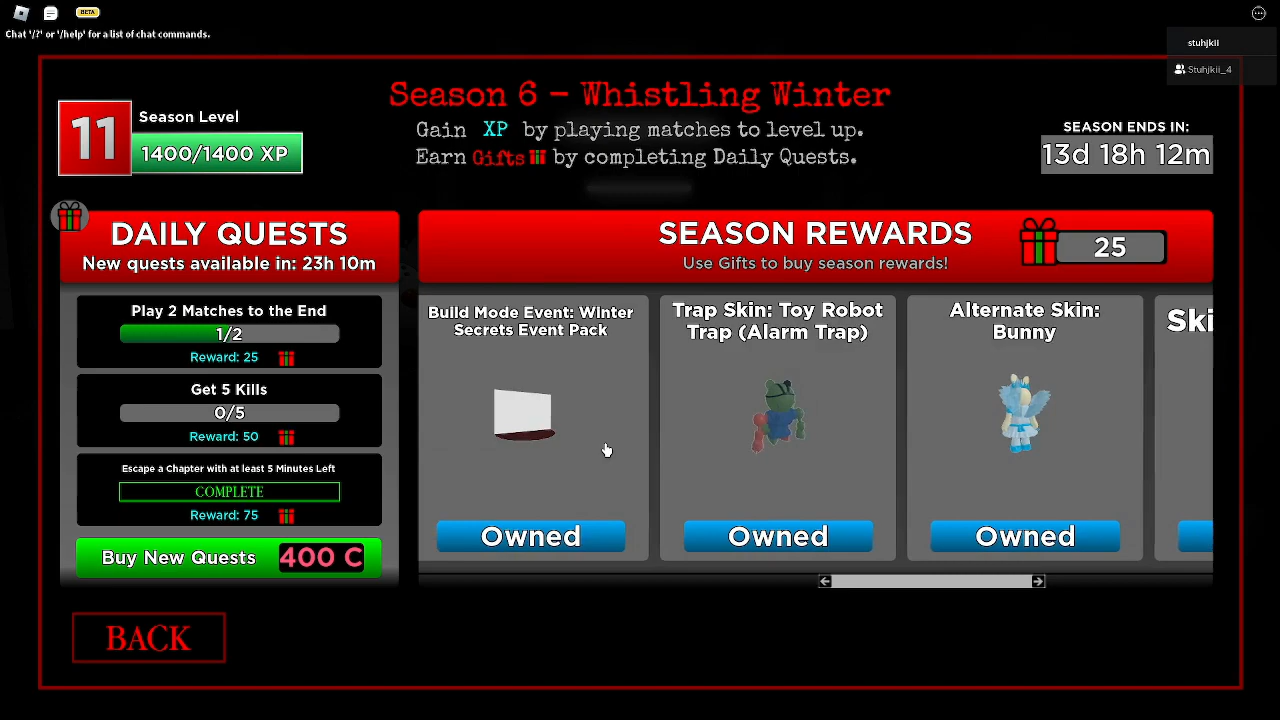 BETA
Chat '/?' or '/help' for a list of chat commands.
stuhjkii
Stuhjkii_4
Season 6 - Whistling Winter
Gain XP by playing matches to level up.
Earn Gifts by completing Daily Quests.
11
Season Level
1400/1400 XP
SEASON ENDS IN:
13d 18h 12m
DAILY QUESTS
New quests available in: 23h 10m
Play 2 Matches to the End
1/2
Reward: 25
Get 5 Kills
0/5
Reward: 50
Escape a Chapter with at least 5 Minutes Left
COMPLETE
Reward: 75
Buy New Quests 400 C
SEASON REWARDS
Use Gifts to buy season rewards!
25
Build Mode Event: Winter
Secrets Event Pack
Owned
Trap Skin: Toy Robot
Trap (Alarm Trap)
Owned
Alternate Skin:
Bunny
Owned
Ski
BACK